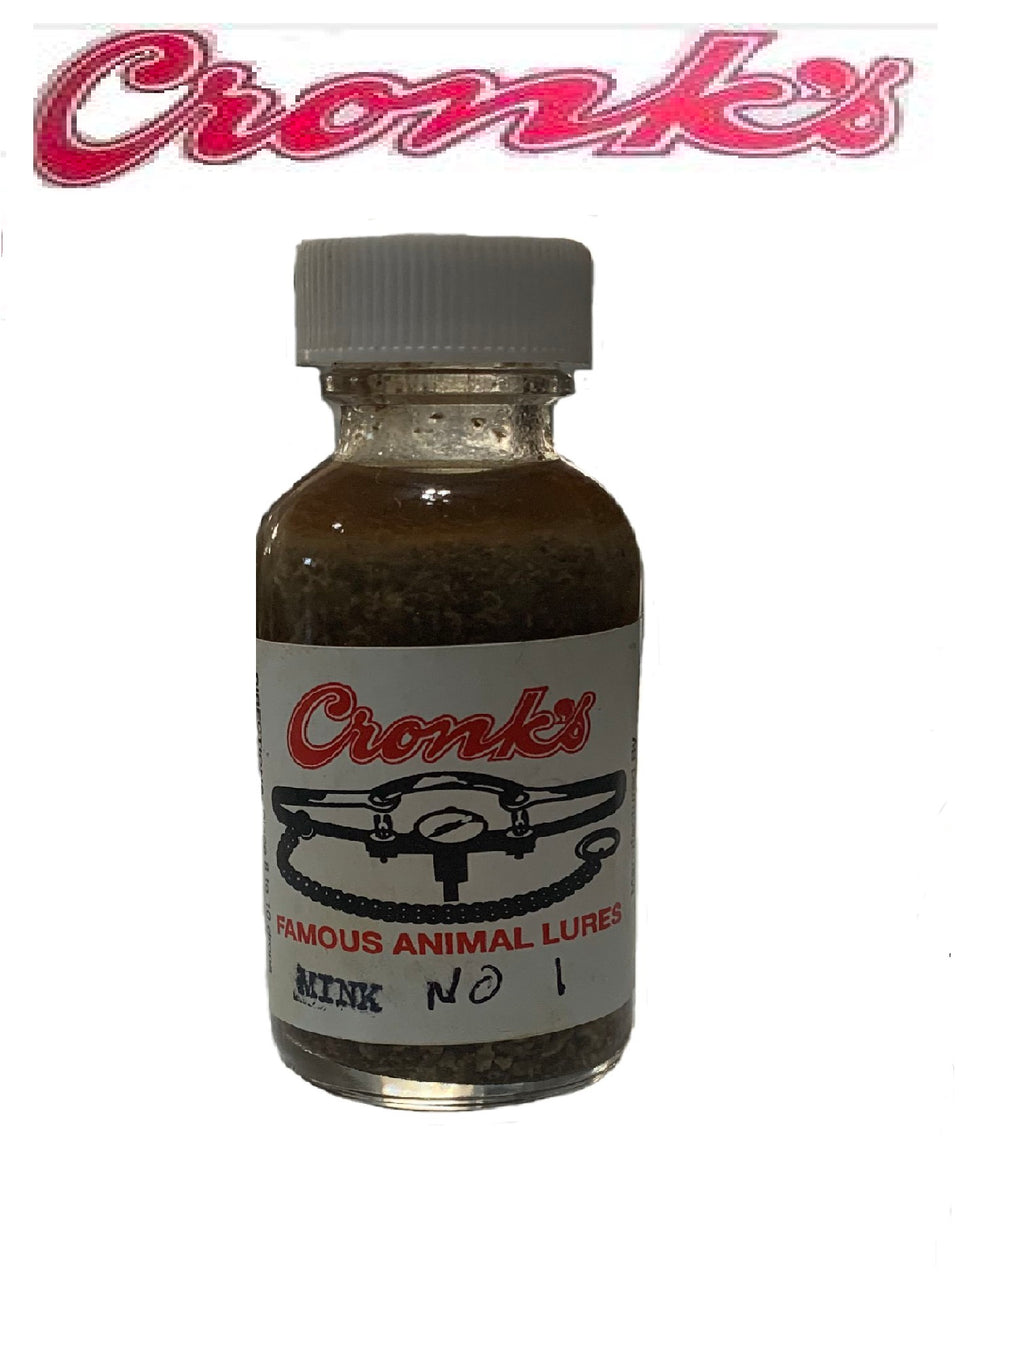 Cronk's
Cronk's
FAMOUS ANIMAL LURES
MINK NO 1